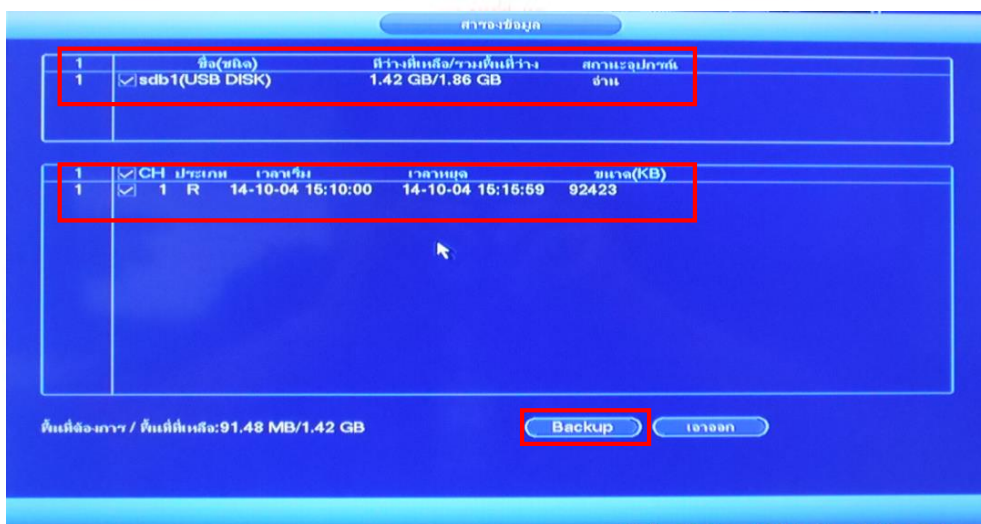 สำรองข้อมูล
1 ชื่อ(ชนิด) ที่ว่างที่เหลือ/รวมพื้นที่ว่าง สถานะอุปกรณ์
1 sdb1(USB DISK) 1.42 GB/1.86 GB อ่าน
1 CH ประเภท เวลาเริ่ม เวลาหยุด ขนาด(KB)
1 1 R 14-10-04 15:10:00 14-10-04 15:15:59 92423
พื้นที่ต้องการ / พื้นที่ที่เหลือ:91.48 MB/1.42 GB
Backup เอาออก